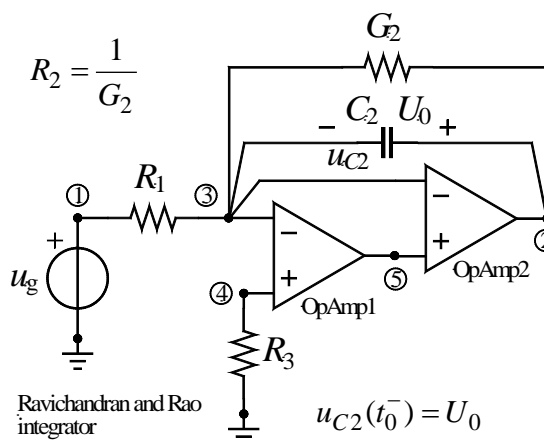 G₂
R₂ = 1/G₂
− C₂ U₀ +
u_C2
① R₁ ③
− −
+ u_g + ②
④ + OpAmp1 ⑤ OpAmp2
R₃
Ravichandran and Rao
integrator
u_C2(t₀⁻) = U₀